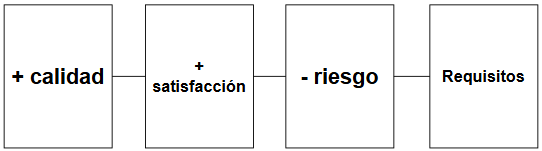 + calidad
+
satisfacción
- riesgo
Requisitos